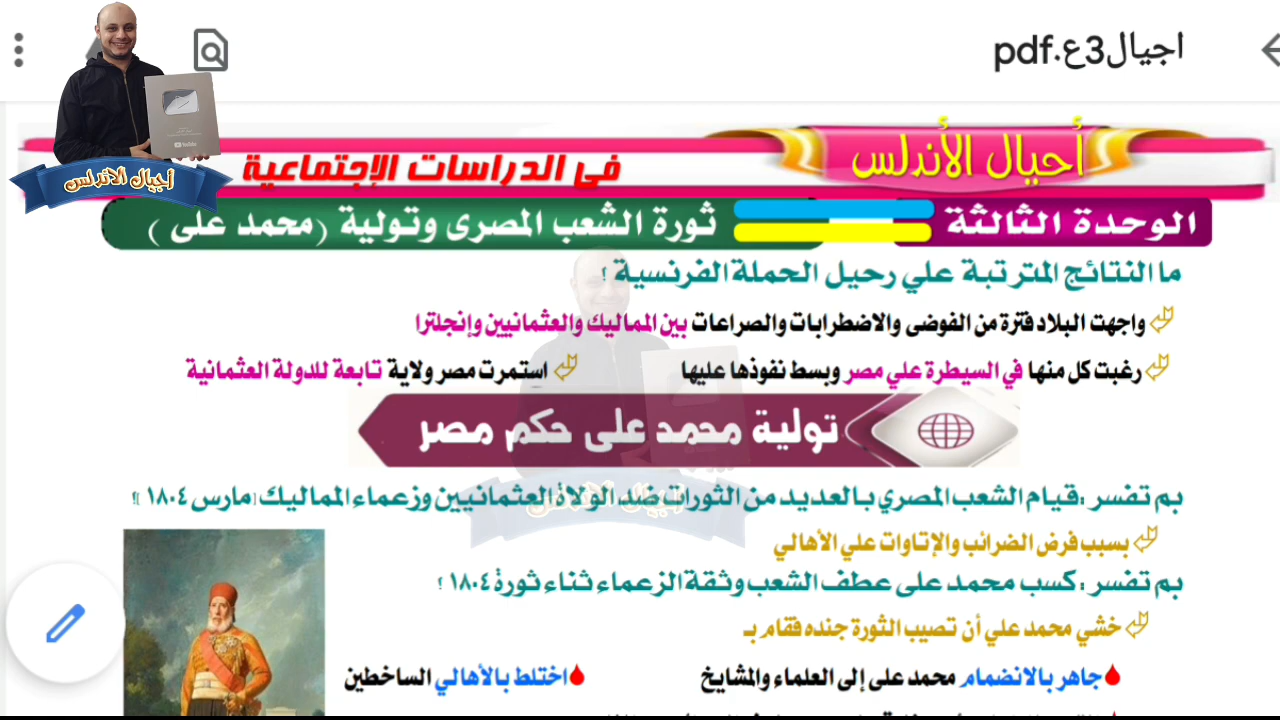 اجيال3ع.pdf
أجيال الأندلس
فى الدراسات الإجتماعية
أجيال الاندلس
الوحدة الثالثة
ثورة الشعب المصرى وتولية (محمد على )
ما النتائج المترتبة علي رحيل الحملة الفرنسية ؟
واجهت البلاد فترة من الفوضى والاضطرابات والصراعات بين المماليك والعثمانيين وإنجلترا
رغبت كل منها في السيطرة علي مصر وبسط نفوذها عليها
استمرت مصر ولاية تابعة للدولة العثمانية
تولية محمد على حكم مصر
بم تفسر :قيام الشعب المصري بالعديد من الثورات ضد الولاة العثمانيين وزعماء المماليك(مارس ١٨٠٤ )؟
أجيال الاندلس
بسبب فرض الضرائب والإتاوات علي الأهالي
بم تفسر : كسب محمد على عطف الشعب وثقة الزعماء ثناء ثورة ١٨٠٤ ؟
خشي محمد علي أن تصيب الثورة جنده فقام بـ
جاهر بالانضمام محمد على إلى العلماء والمشايخ
اختلط بالأهالي الساخطين